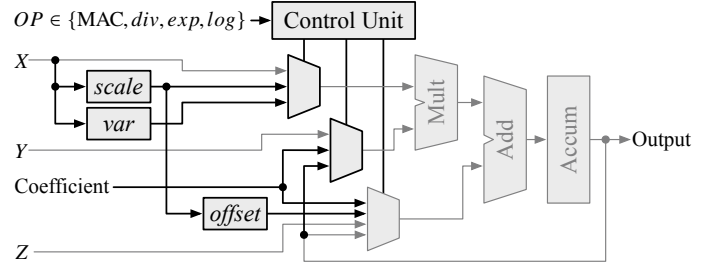 OP ∈ {MAC, div, exp, log}
Control Unit
X
scale
var
Mult
Add
Accum
Output
Y
Coefficient
offset
Z